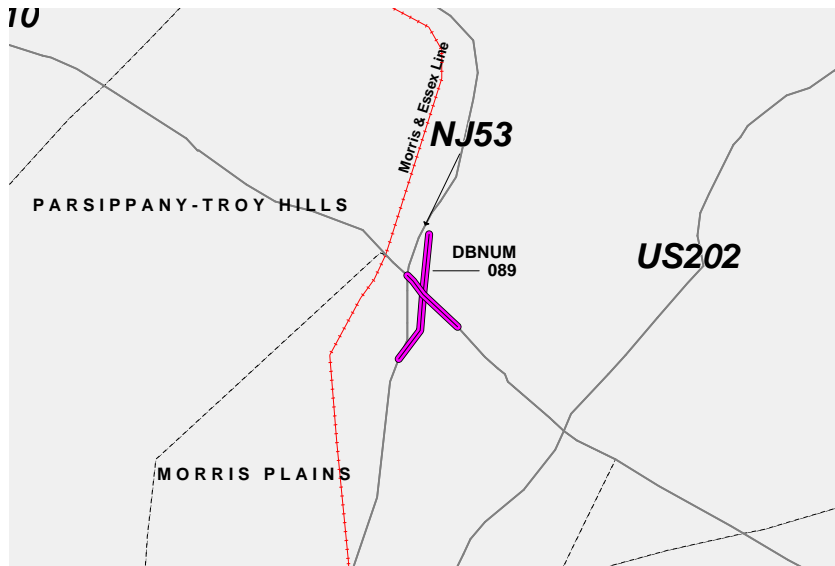 10
Morris & Essex Line
NJ53
PARSIPPANY-TROY HILLS
DBNUM
089
US202
MORRIS PLAINS